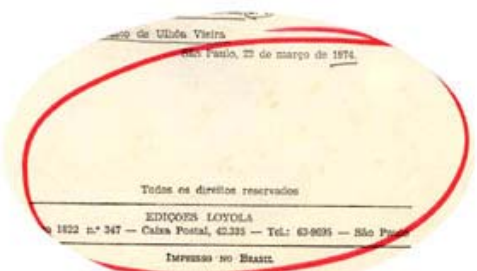 de Ulhôa Vieira
São Paulo, 23 de março de 1974.
Todos os direitos reservados
EDIÇÕES LOYOLA
1822 n.º 347 — Caixa Postal, 42.335 — Tel.: 63-9695 — São Paulo
IMPRESSO NO BRASIL